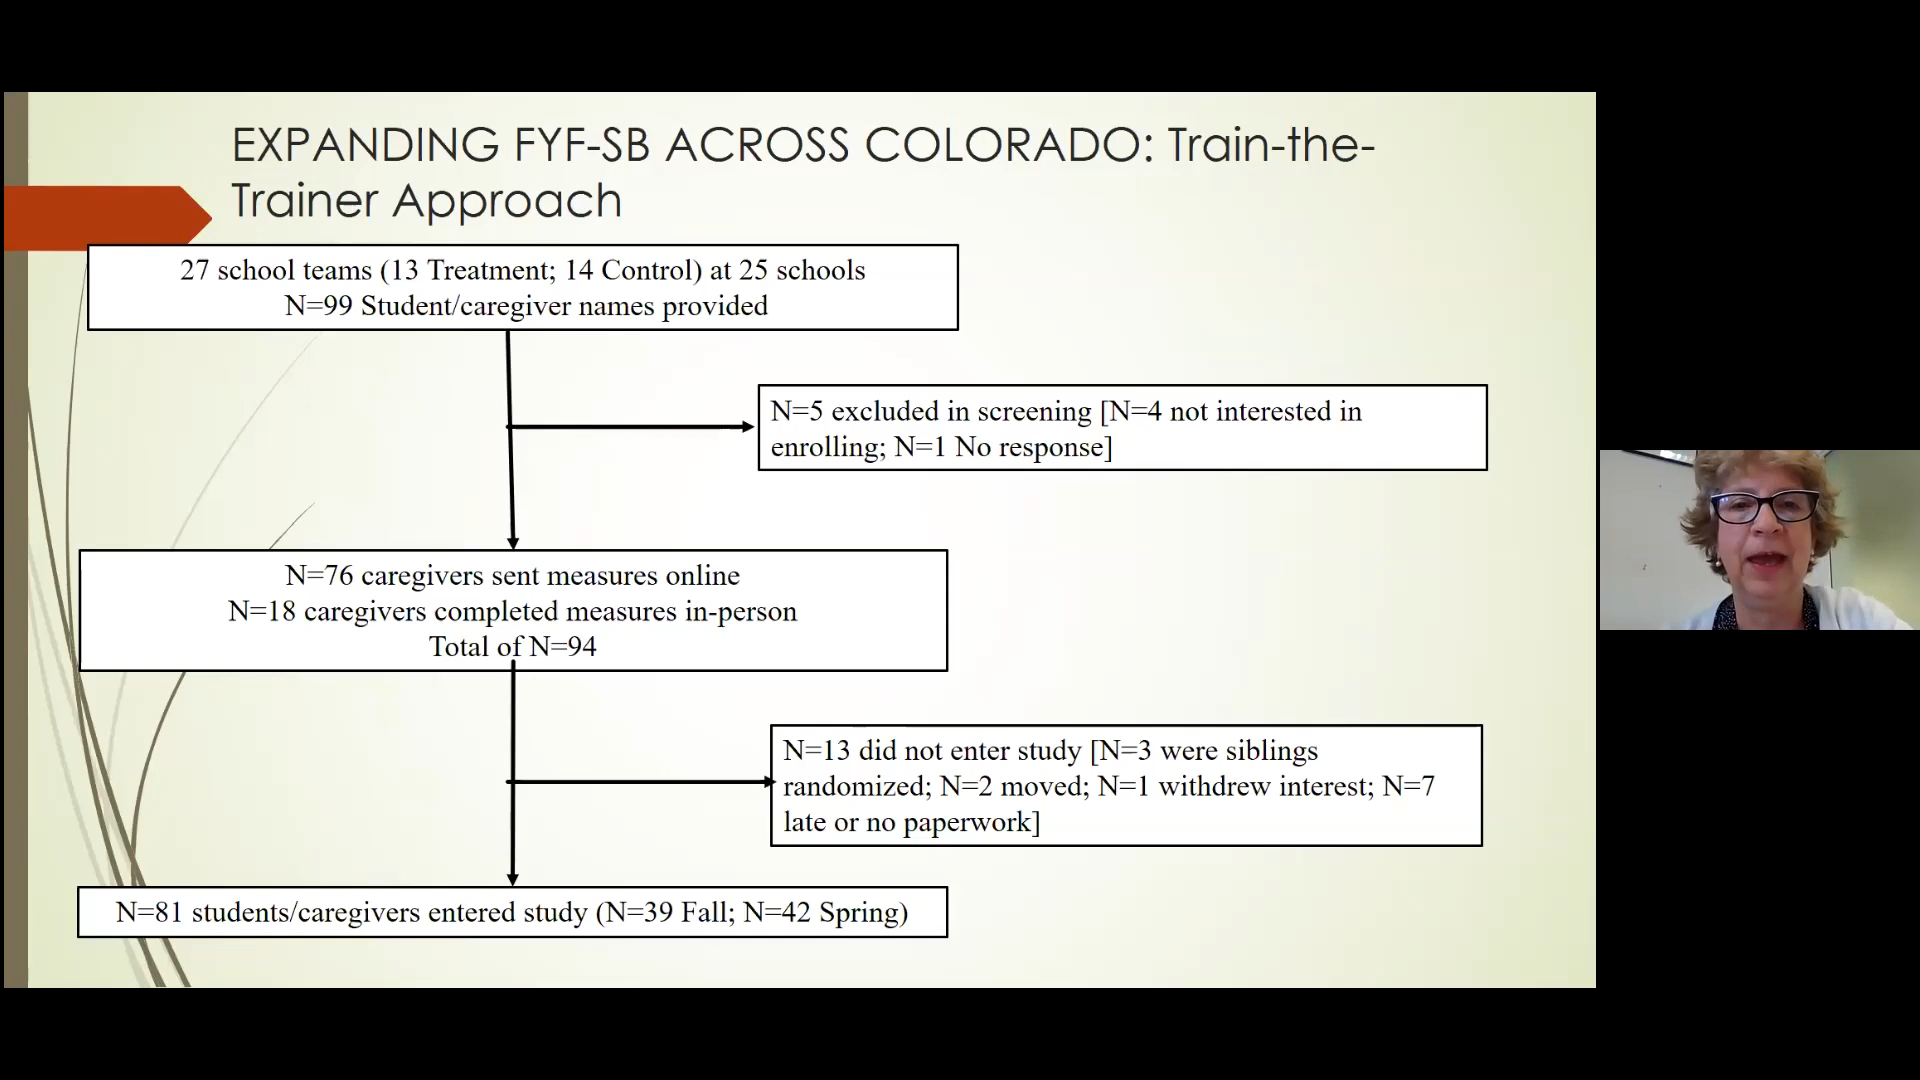 EXPANDING FYF-SB ACROSS COLORADO: Train-the-
Trainer Approach
27 school teams (13 Treatment; 14 Control) at 25 schools
N=99 Student/caregiver names provided
N=5 excluded in screening [N=4 not interested in
enrolling; N=1 No response]
N=76 caregivers sent measures online
N=18 caregivers completed measures in-person
Total of N=94
N=13 did not enter study [N=3 were siblings
randomized; N=2 moved; N=1 withdrew interest; N=7
late or no paperwork]
N=81 students/caregivers entered study (N=39 Fall; N=42 Spring)